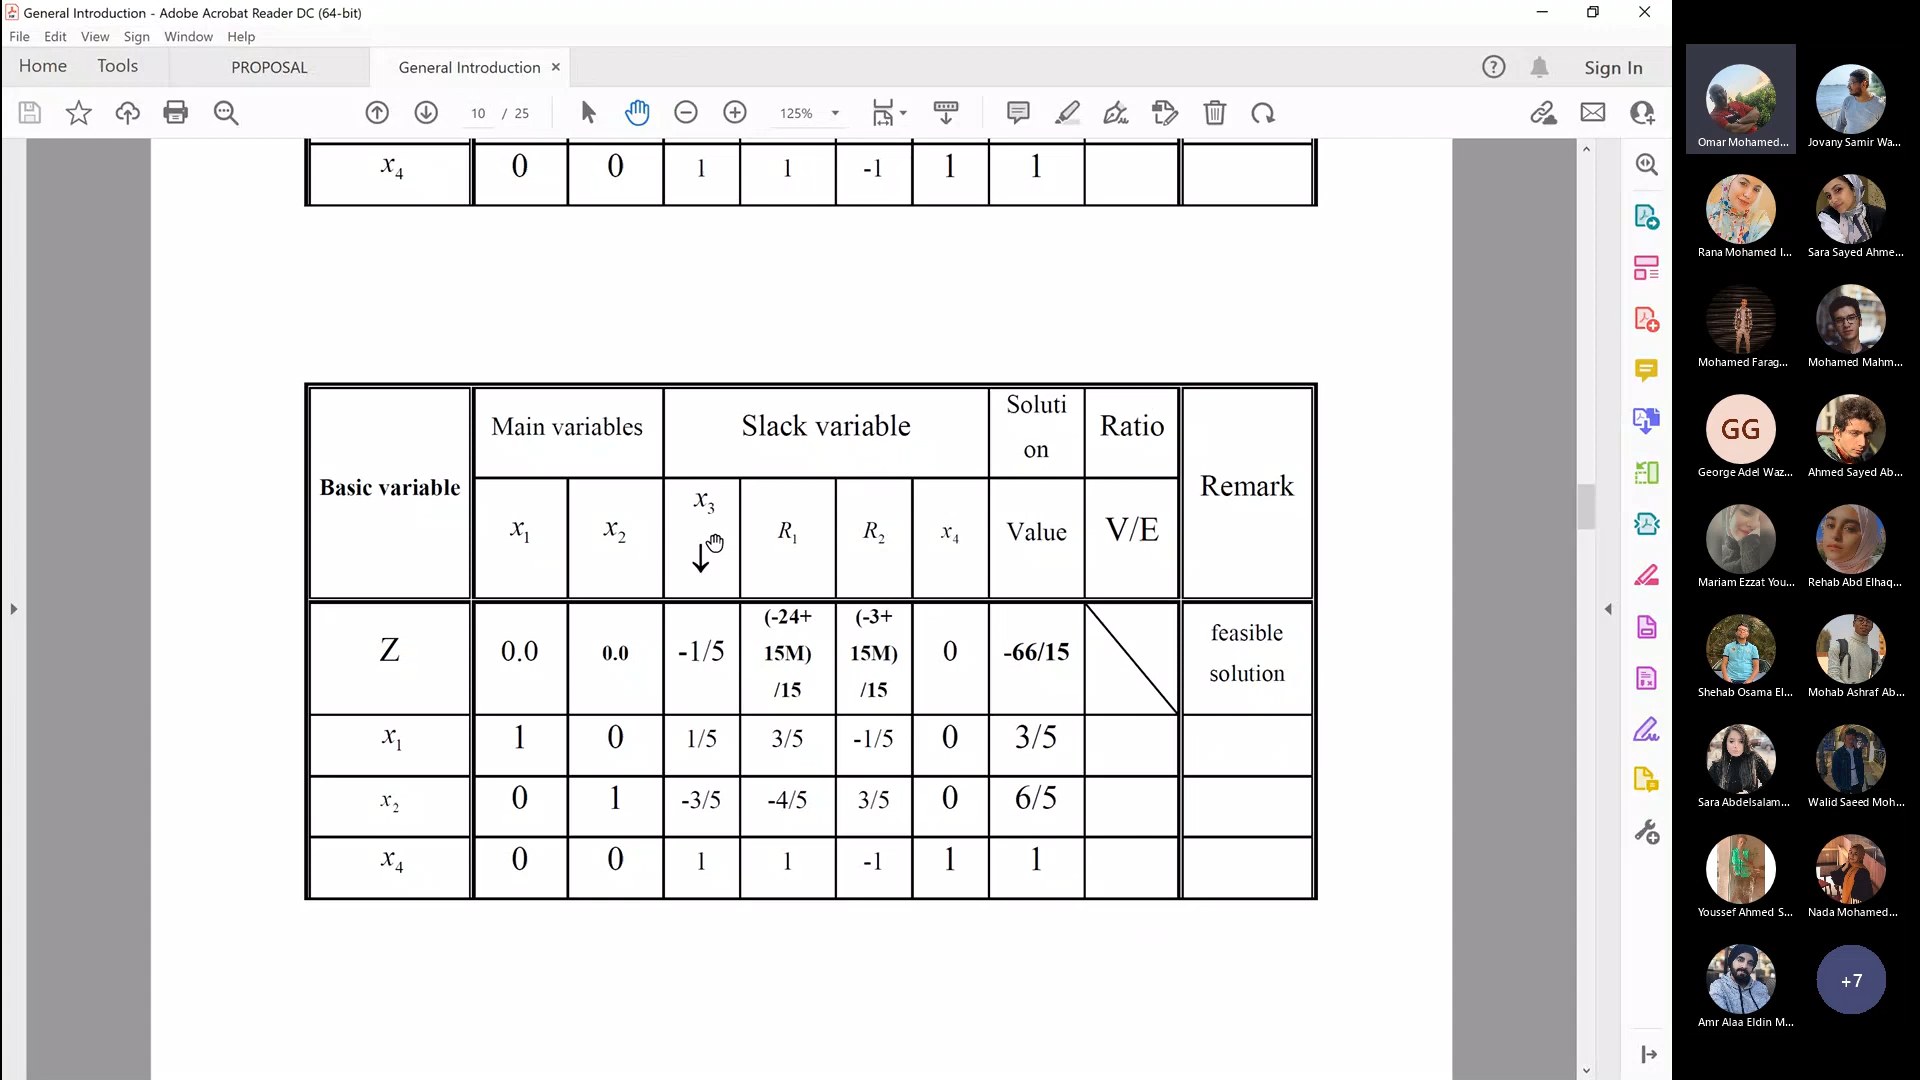 General Introduction - Adobe Acrobat Reader DC (64-bit)
File Edit View Sign Window Help
Home Tools PROPOSAL General Introduction × Sign In
10 / 25 125%
x4 0 0 1 1 -1 1 1
Basic variable Main variables Slack variable Soluti on Ratio Remark
x1 x2 x3 ↓ R1 R2 x4 Value V/E
Z 0.0 0.0 -1/5 (-24+ 15M) /15 (-3+ 15M) /15 0 -66/15 feasible solution
x1 1 0 1/5 3/5 -1/5 0 3/5
x2 0 1 -3/5 -4/5 3/5 0 6/5
x4 0 0 1 1 -1 1 1
Omar Mohamed... Jovany Samir Wa...
Rana Mohamed I... Sara Sayed Ahme...
Mohamed Farag... Mohamed Mahm...
GG
George Adel Waz... Ahmed Sayed Ab...
Mariam Ezzat You... Rehab Abd Elhaq...
Shehab Osama El... Mohab Ashraf Ab...
Sara Abdelsalam... Walid Saeed Moh...
Youssef Ahmed S... Nada Mohamed...
+7
Amr Alaa Eldin M...